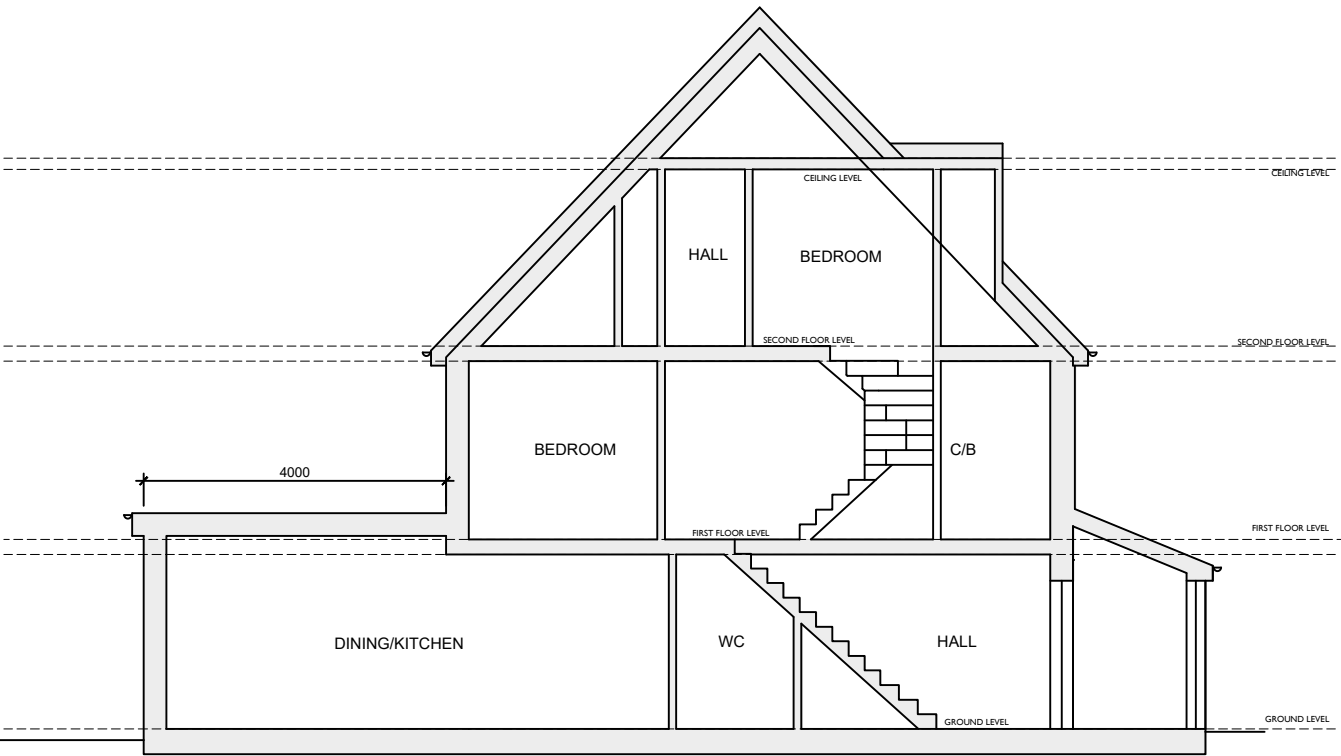 CEILING LEVEL
CEILING LEVEL
HALL
BEDROOM
SECOND FLOOR LEVEL
SECOND FLOOR LEVEL
BEDROOM
C/B
4000
FIRST FLOOR LEVEL
FIRST FLOOR LEVEL
DINING/KITCHEN
WC
HALL
GROUND LEVEL
GROUND LEVEL